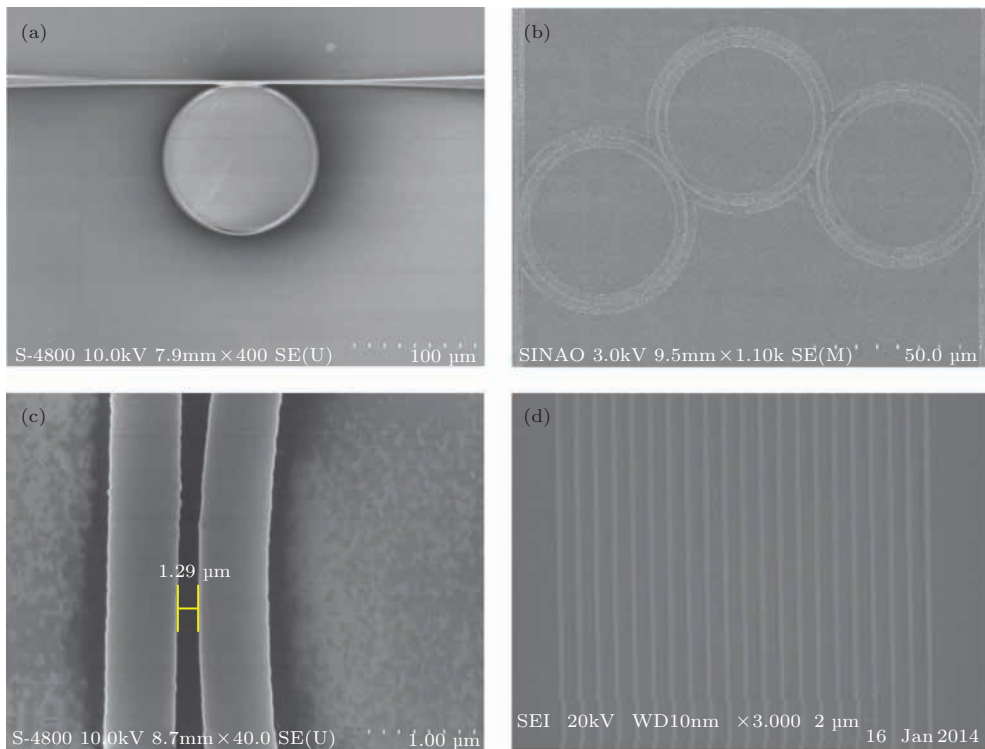 (a)
S-4800 10.0kV 7.9mm×400 SE(U) 100 µm
(b)
SINAO 3.0kV 9.5mm×1.10k SE(M) 50.0 µm
(c)
1.29 µm
S-4800 10.0kV 8.7mm×40.0 SE(U) 1.00 µm
(d)
SEI 20kV WD10nm ×3.000 2 µm
16 Jan 2014